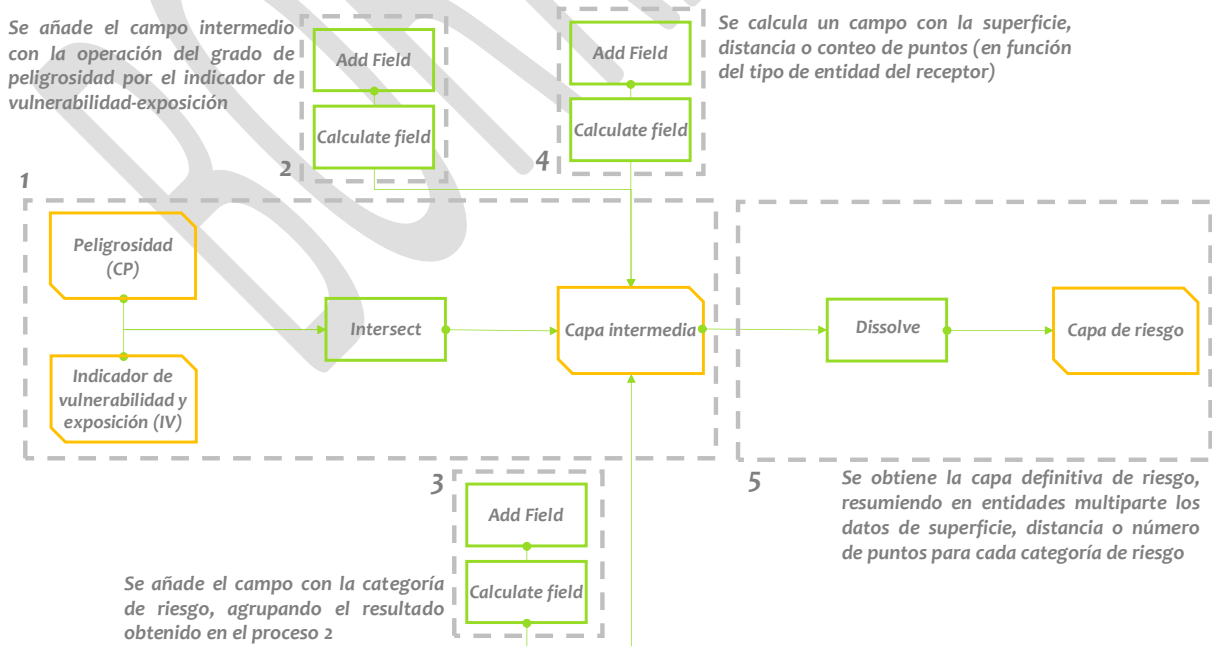 Se añade el campo intermedio
con la operación del grado de
peligrosidad por el indicador de
vulnerabilidad-exposición
Add Field
Calculate field
2
Add Field
Calculate field
4
Se calcula un campo con la superficie,
distancia o conteo de puntos (en función
del tipo de entidad del receptor)
1
Peligrosidad
(CP)
Indicador de
vulnerabilidad y
exposición (IV)
Intersect
Capa intermedia
Dissolve
Capa de riesgo
3
Add Field
Calculate field
Se añade el campo con la categoría
de riesgo, agrupando el resultado
obtenido en el proceso 2
5
Se obtiene la capa definitiva de riesgo,
resumiendo en entidades multiparte los
datos de superficie, distancia o número
de puntos para cada categoría de riesgo